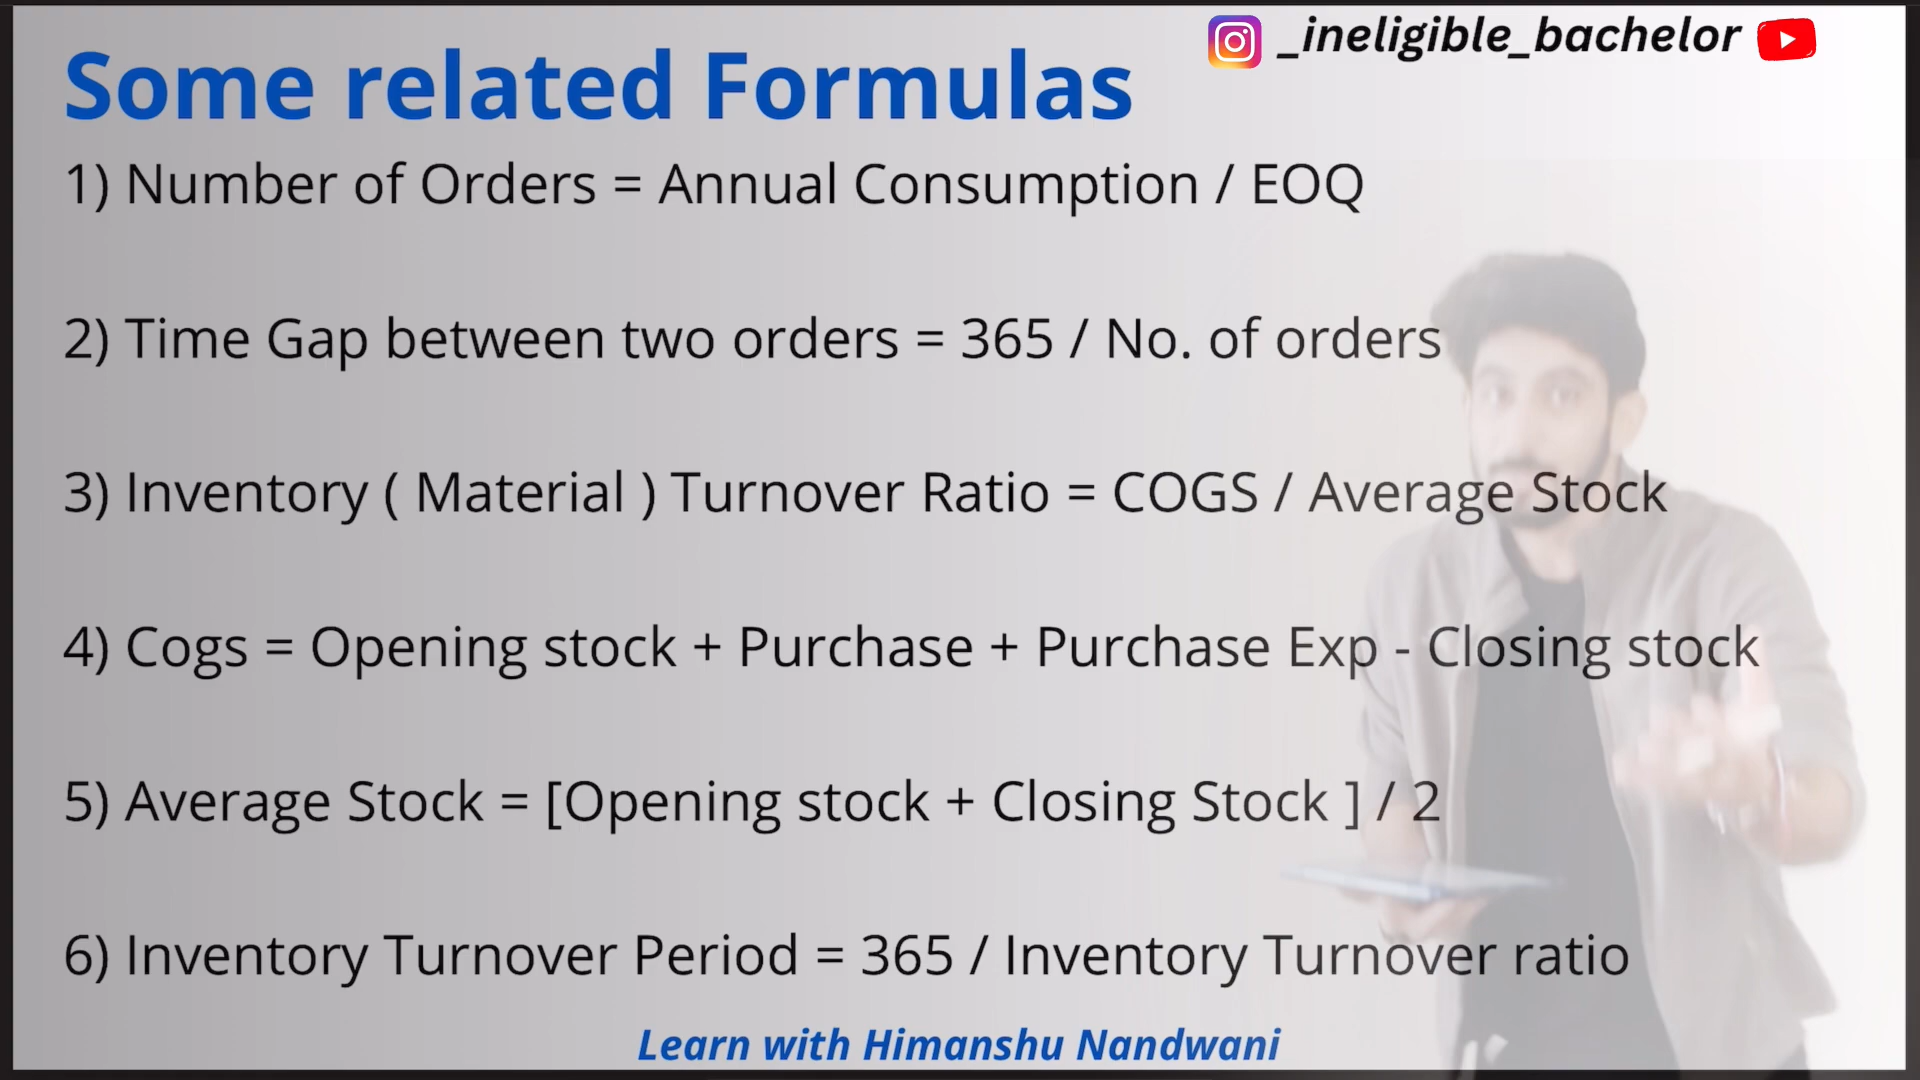 _ineligible_bachelor
Some related Formulas
1) Number of Orders = Annual Consumption / EOQ
2) Time Gap between two orders = 365 / No. of orders
3) Inventory ( Material ) Turnover Ratio = COGS / Average Stock
4) Cogs = Opening stock + Purchase + Purchase Exp - Closing stock
5) Average Stock = [Opening stock + Closing Stock ] / 2
6) Inventory Turnover Period = 365 / Inventory Turnover ratio
Learn with Himanshu Nandwani